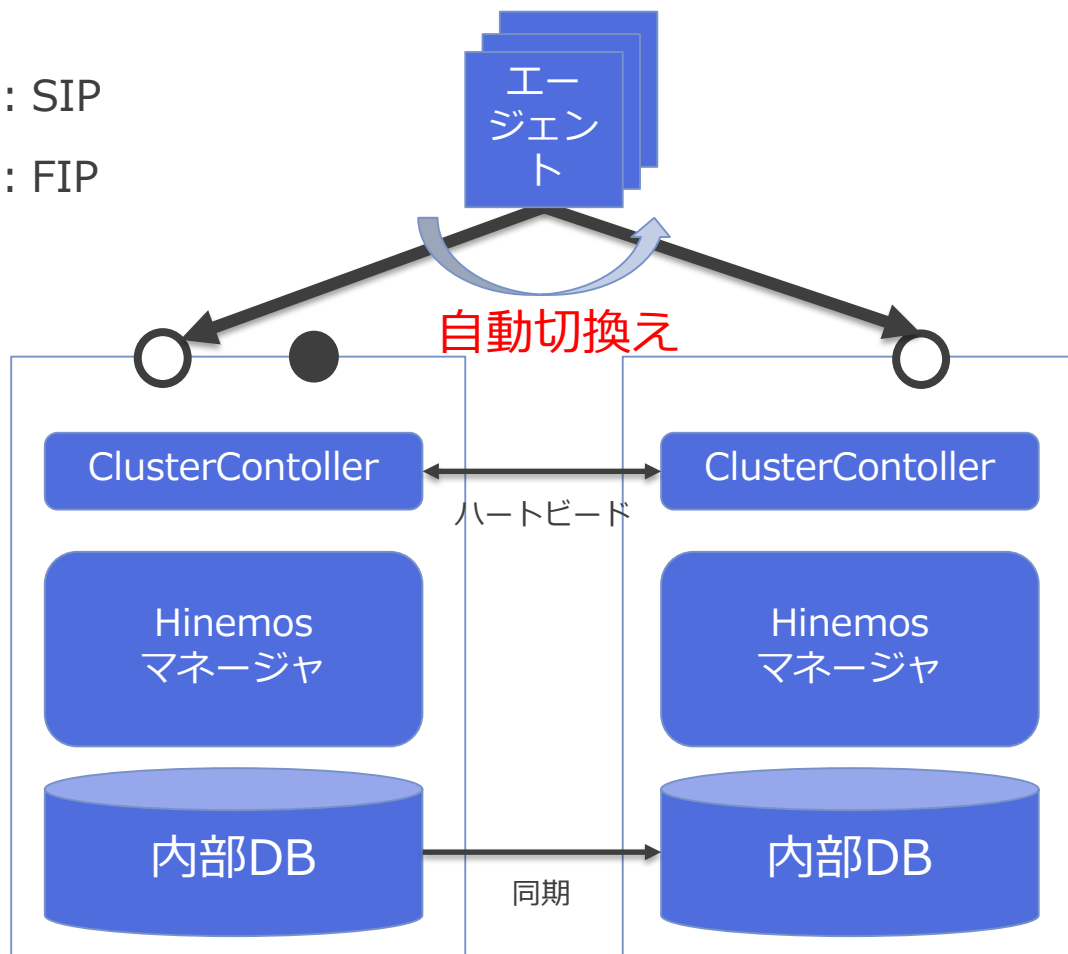 : SIP
: FIP
エー
ジェン
ト
自動切換え
ClusterContoller
ClusterContoller
ハートビード
Hinemos
マネージャ
Hinemos
マネージャ
内部DB
内部DB
同期